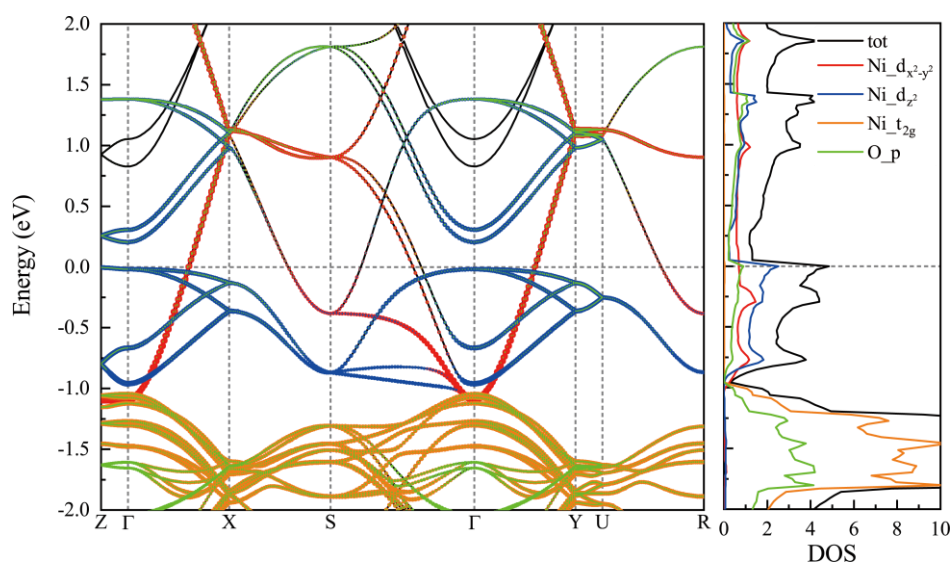 2.0
1.5
1.0
0.5
0.0
-0.5
-1.0
-1.5
-2.0
Energy (eV)
Z Γ X S Γ Y U R
tot
Ni_dx²-y²
Ni_dz²
Ni_t2g
O_p
0 2 4 6 8 10
DOS